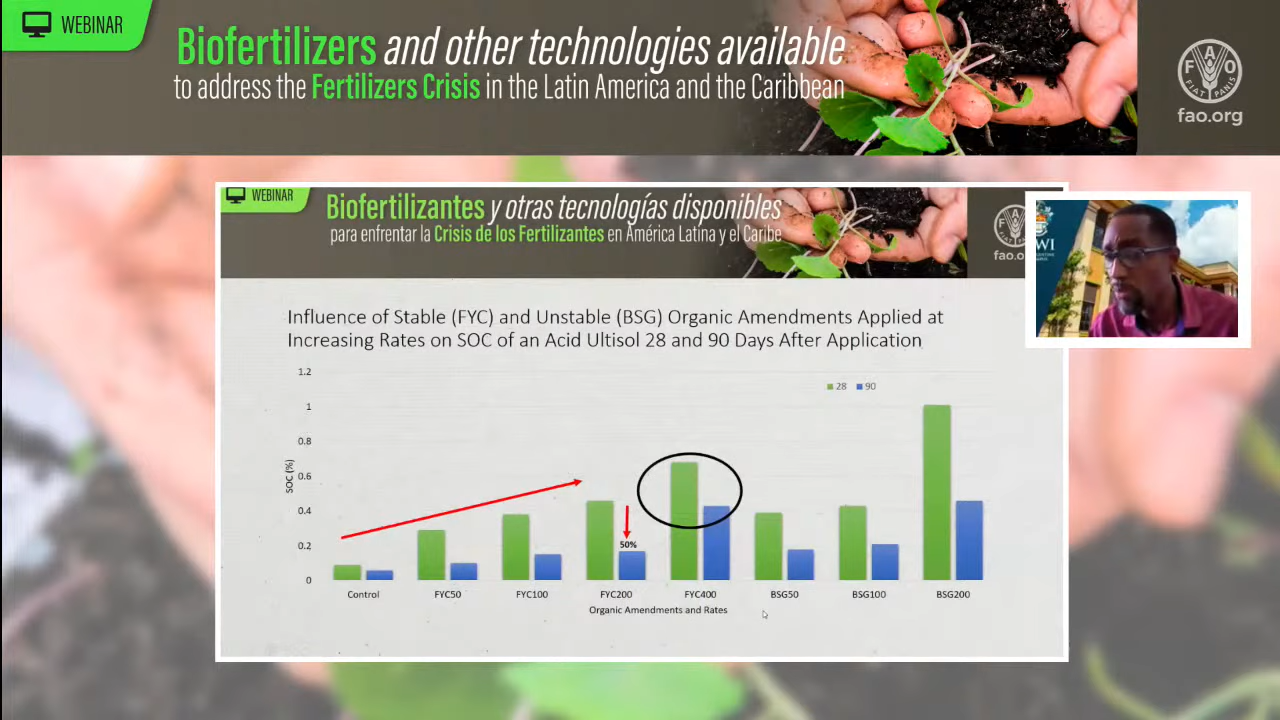 WEBINAR
Biofertilizers and other technologies available
to address the Fertilizers Crisis in the Latin America and the Caribbean
F A O
FIAT PANIS
fao.org
WEBINAR
Biofertilizantes y otras tecnologías disponibles
para enfrentar la Crisis de los Fertilizantes en América Latina y el Caribe
fao.o
WI
Influence of Stable (FYC) and Unstable (BSG) Organic Amendments Applied at
Increasing Rates on SOC of an Acid Ultisol 28 and 90 Days After Application
1.2
28 90
1
0.8
SOC (%)
0.6
0.4
0.2
0
50%
Control FYC50 FYC100 FYC200 FYC400 BSG50 BSG100 BSG200
Organic Amendments and Rates